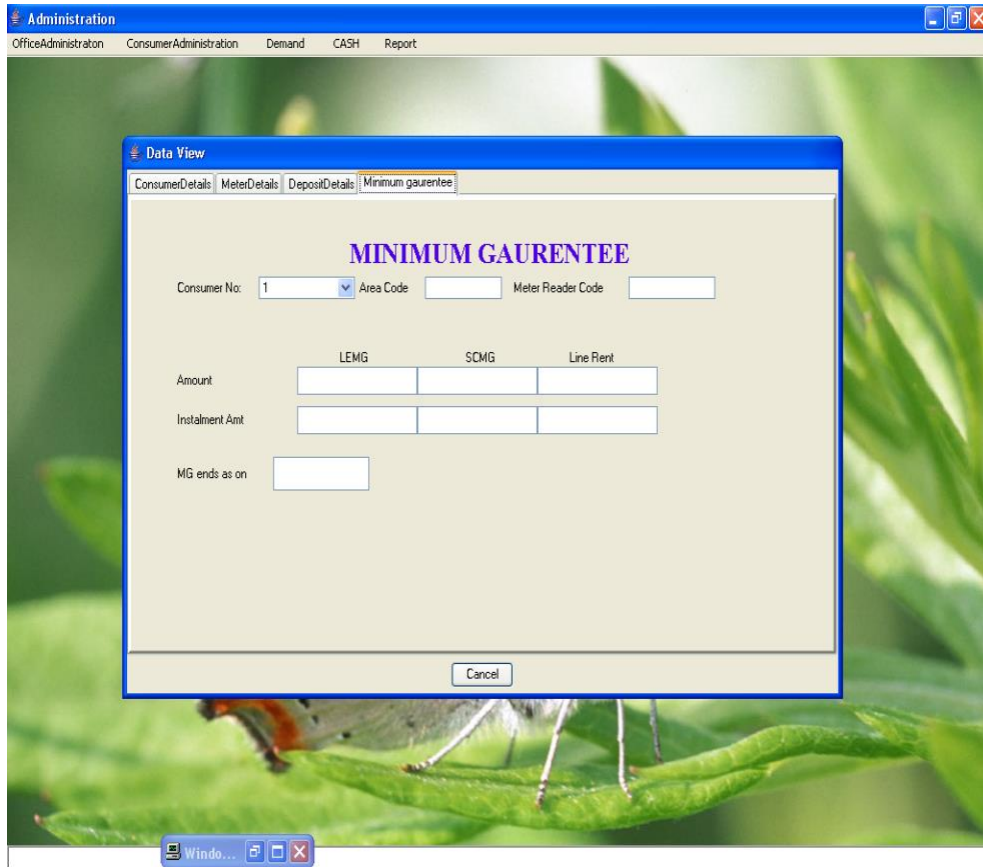 Administration
OfficeAdministraton ConsumerAdministration Demand CASH Report
Data View
ConsumerDetails MeterDetails DepositDetails Minimum gaurentee
MINIMUM GAURENTEE
Consumer No: 1 Area Code Meter Reader Code
LEMG SCMG Line Rent
Amount
Instalment Amt
MG ends as on
Cancel
Windo...